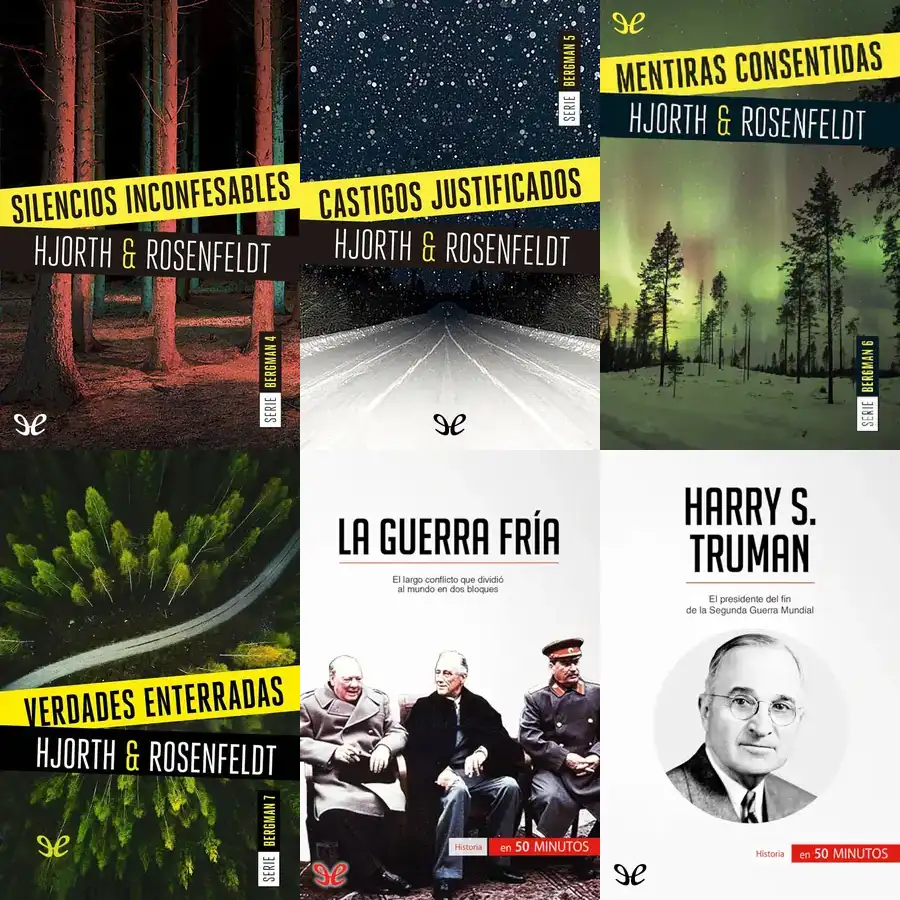 SILENCIOS INCONFESABLES
HJORTH & ROSENFELDT
SERIE BERGMAN 4
SERIE BERGMAN 5
CASTIGOS JUSTIFICADOS
HJORTH & ROSENFELDT
MENTIRAS CONSENTIDAS
HJORTH & ROSENFELDT
SERIE BERGMAN 6
VERDADES ENTERRADAS
HJORTH & ROSENFELDT
SERIE BERGMAN 7
LA GUERRA FRÍA
El largo conflicto que dividió
al mundo en dos bloques
Historia en 50 MINUTOS
HARRY S.
TRUMAN
El presidente del fin
de la Segunda Guerra Mundial
Historia en 50 MINUTOS